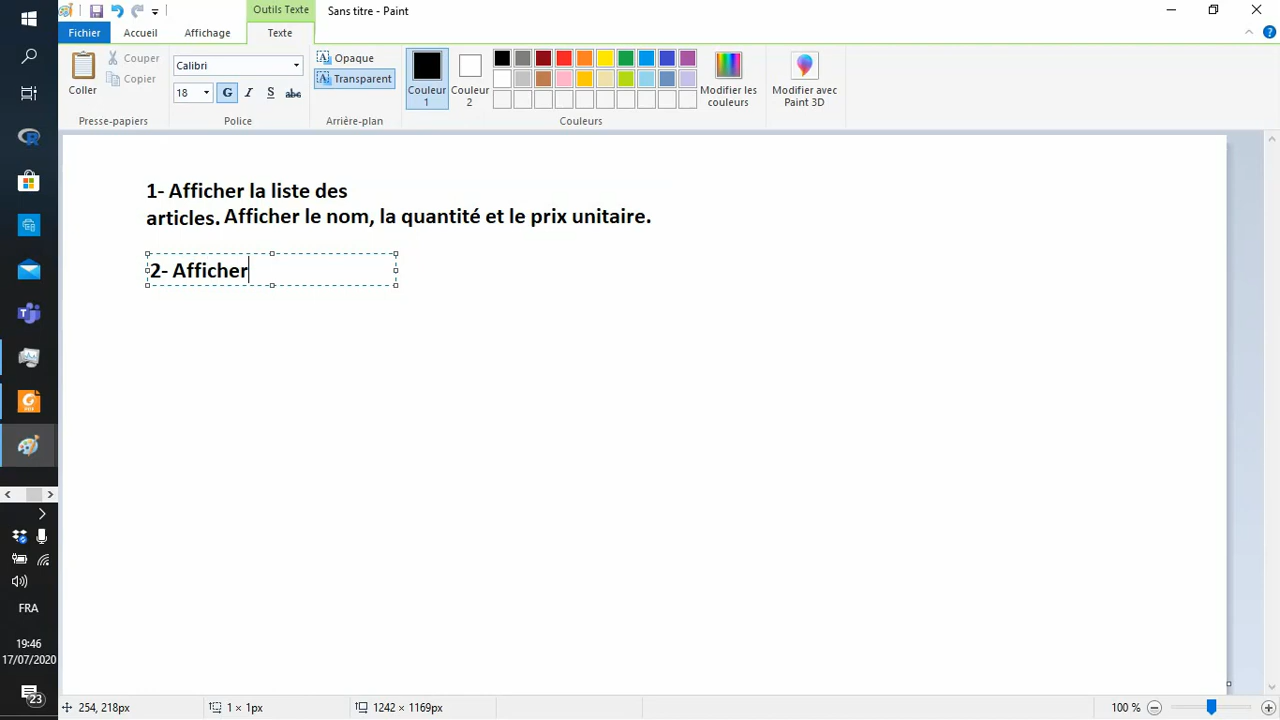 Outils Texte
Sans titre - Paint
Fichier
Accueil
Affichage
Texte
Coller
Couper
Copier
Presse-papiers
Calibri
18
G I S abc
Police
Opaque
Transparent
Arrière-plan
Couleur 1
Couleur 2
Couleurs
Modifier les couleurs
Modifier avec Paint 3D
1- Afficher la liste des
articles. Afficher le nom, la quantité et le prix unitaire.
2- Afficher
FRA
19:46
17/07/2020
23
254, 218px
1 × 1px
1242 × 1169px
100 %